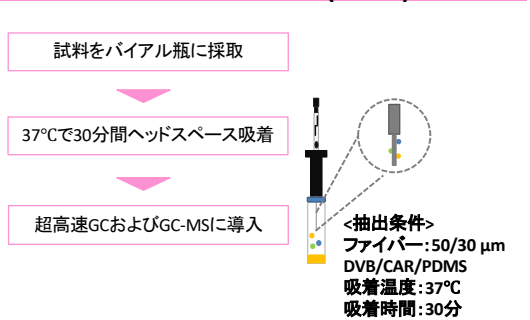 試料をバイアル瓶に採取
37℃で30分間ヘッドスペース吸着
超高速GCおよびGC-MSに導入
<抽出条件>
ファイバー：50/30 μm
DVB/CAR/PDMS
吸着温度：37℃
吸着時間：30分